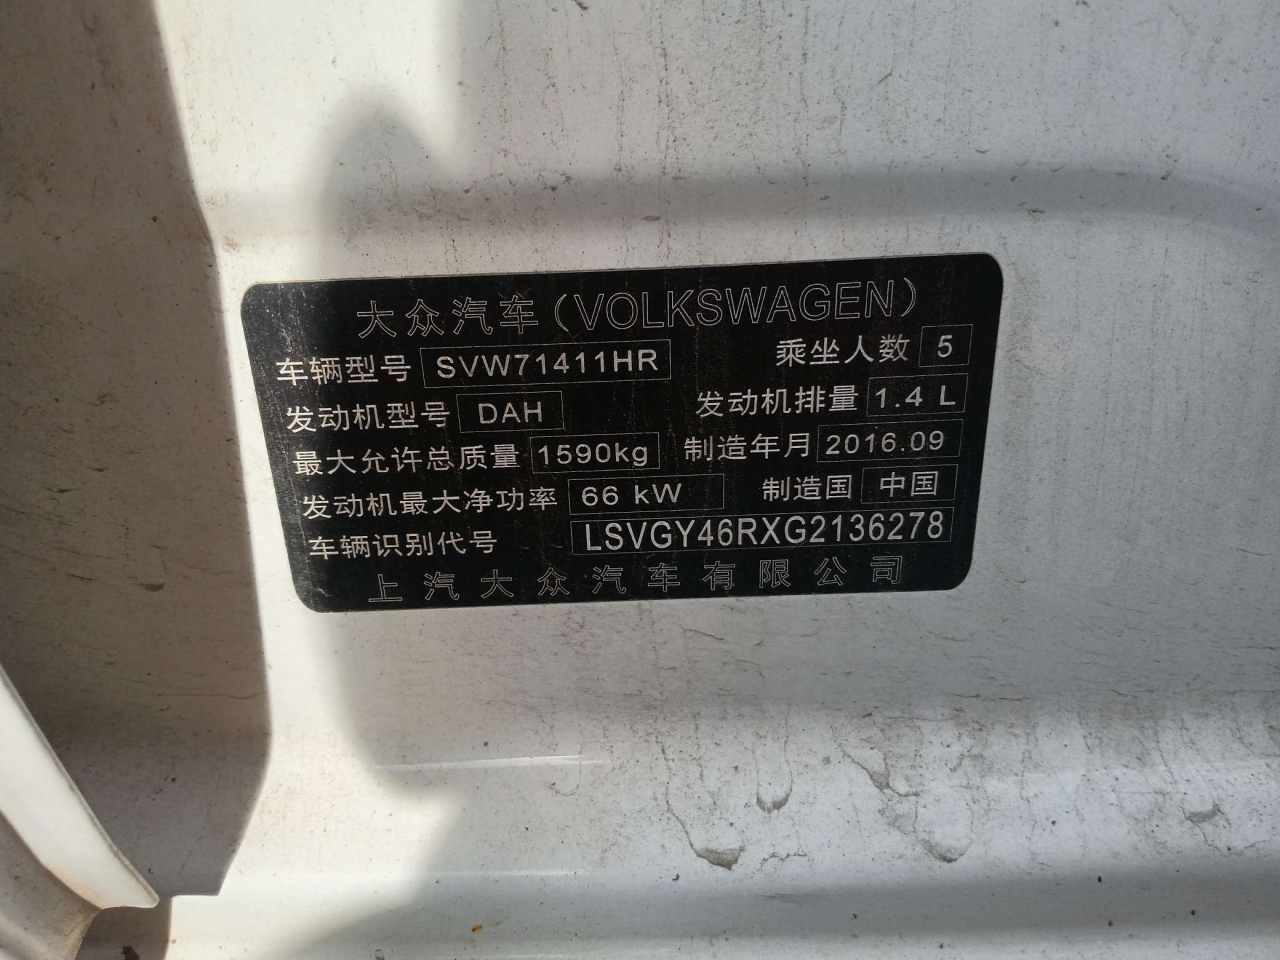 大众汽车(VOLKSWAGEN)
车辆型号 SVW71411HR 乘坐人数 5
发动机型号 DAH 发动机排量 1.4 L
最大允许总质量 1590kg 制造年月 2016.09
发动机最大净功率 66 kW 制造国 中国
车辆识别代号 LSVGY46RXG2136278
上汽大众汽车有限公司